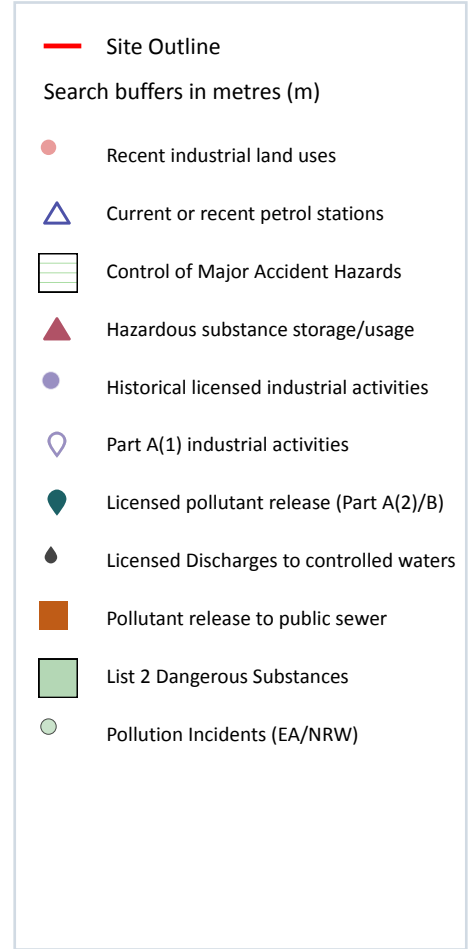 Site Outline
Search buffers in metres (m)
Recent industrial land uses
Current or recent petrol stations
Control of Major Accident Hazards
Hazardous substance storage/usage
Historical licensed industrial activities
Part A(1) industrial activities
Licensed pollutant release (Part A(2)/B)
Licensed Discharges to controlled waters
Pollutant release to public sewer
List 2 Dangerous Substances
Pollution Incidents (EA/NRW)